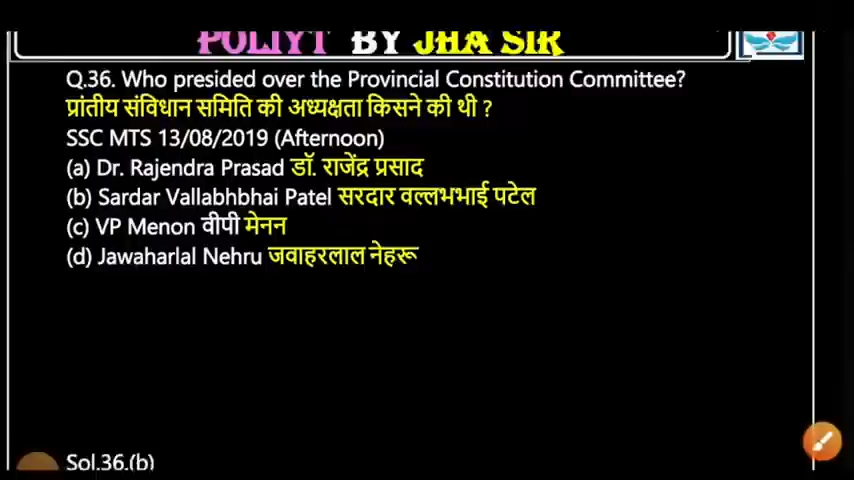 POLIYT BY JHA SIR
Q.36. Who presided over the Provincial Constitution Committee?
प्रांतीय संविधान समिति की अध्यक्षता किसने की थी ?
SSC MTS 13/08/2019 (Afternoon)
(a) Dr. Rajendra Prasad डॉ. राजेंद्र प्रसाद
(b) Sardar Vallabhbhai Patel सरदार वल्लभभाई पटेल
(c) VP Menon वीपी मेनन
(d) Jawaharlal Nehru जवाहरलाल नेहरू
Sol.36.(b)